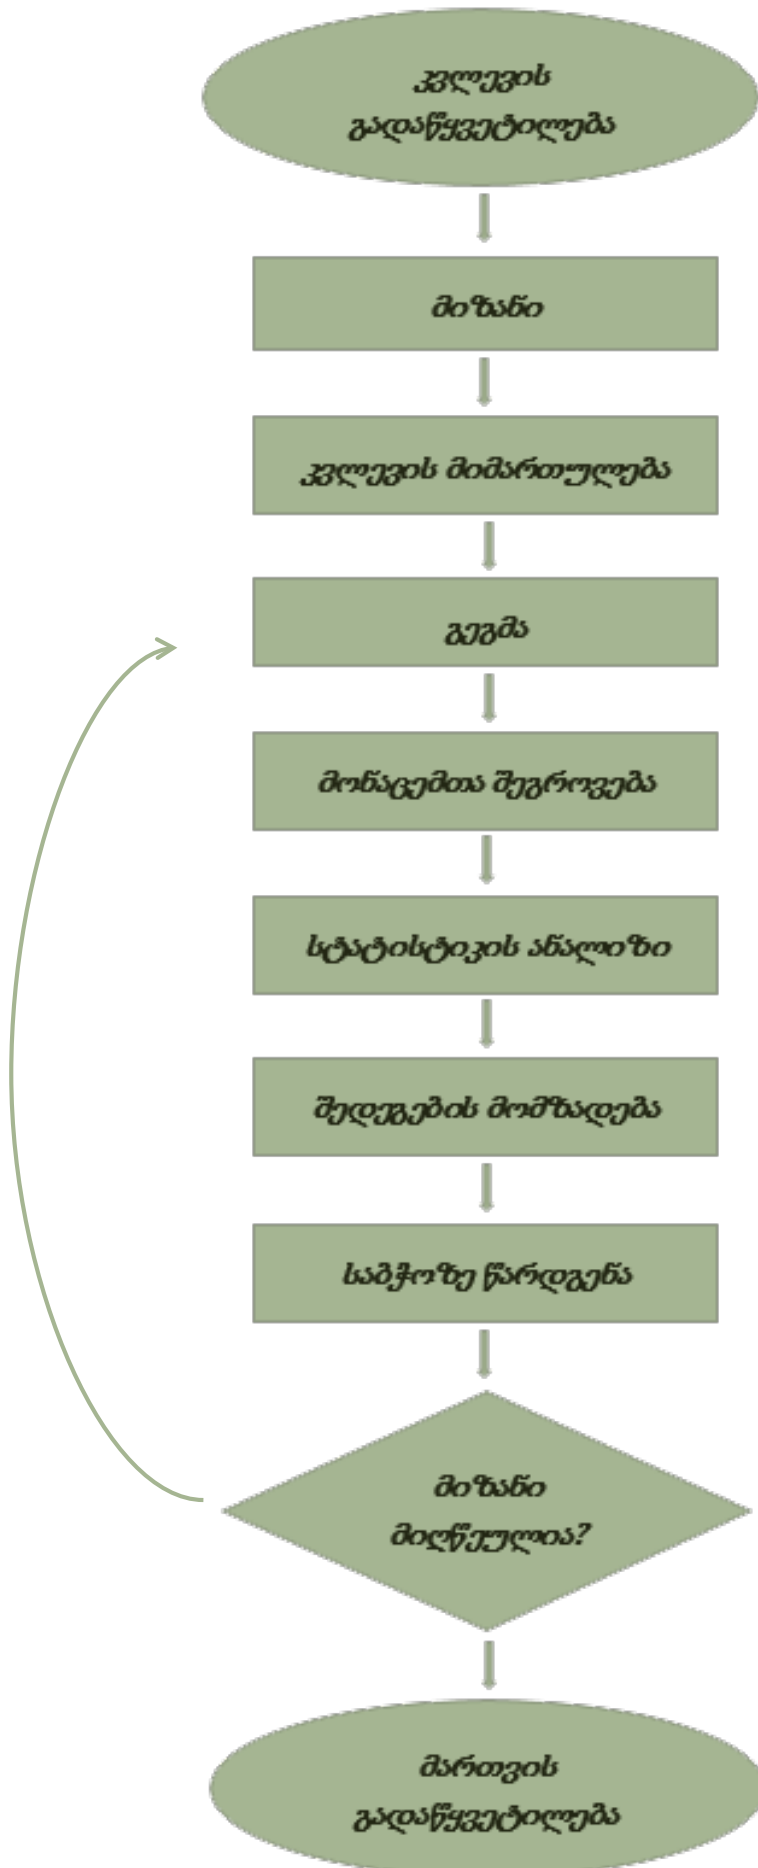 კვლევის
გადაწყვეტილება
მიზანი
კვლევის მიმართულება
გეგმა
მონაცემთა შეგროვება
სტატისტიკის ანალიზი
შედეგების მომზადება
საბჭოზე წარდგენა
მიზანი
მიღწეულია?
მართვის
გადაწყვეტილება